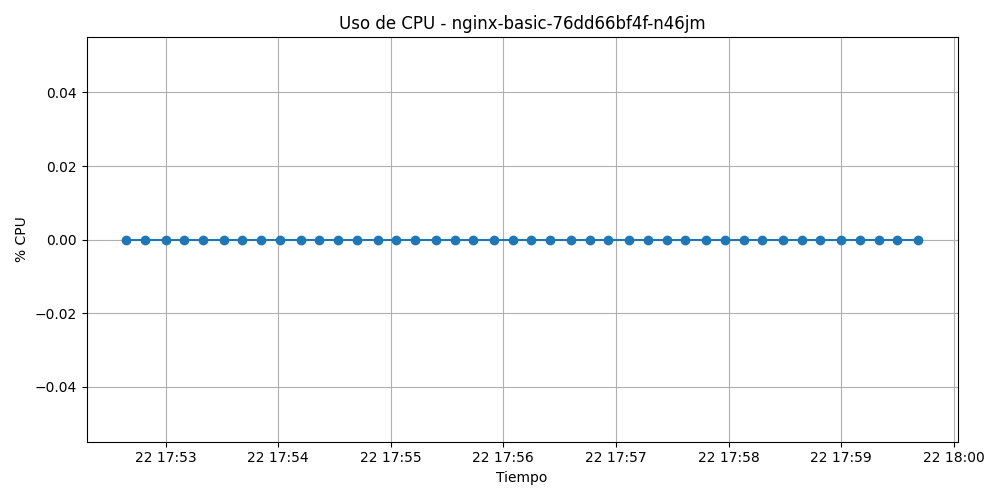 Uso de CPU - nginx-basic-76dd66bf4f-n46jm
0.04
0.02
0.00
−0.02
−0.04
% CPU
22 17:53 22 17:54 22 17:55 22 17:56 22 17:57 22 17:58 22 17:59 22 18:00
Tiempo